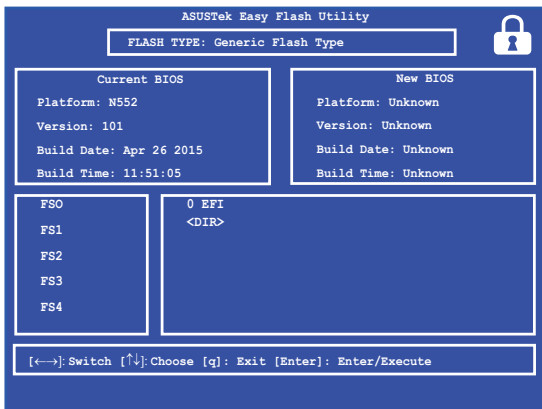 ASUSTek Easy Flash Utility
FLASH TYPE: Generic Flash Type
Current BIOS
Platform: N552
Version: 101
Build Date: Apr 26 2015
Build Time: 11:51:05
New BIOS
Platform: Unknown
Version: Unknown
Build Date: Unknown
Build Time: Unknown
FSO
FS1
FS2
FS3
FS4
0 EFI
<DIR>
[←→]: Switch [↑↓]: Choose [q]: Exit [Enter]: Enter/Execute